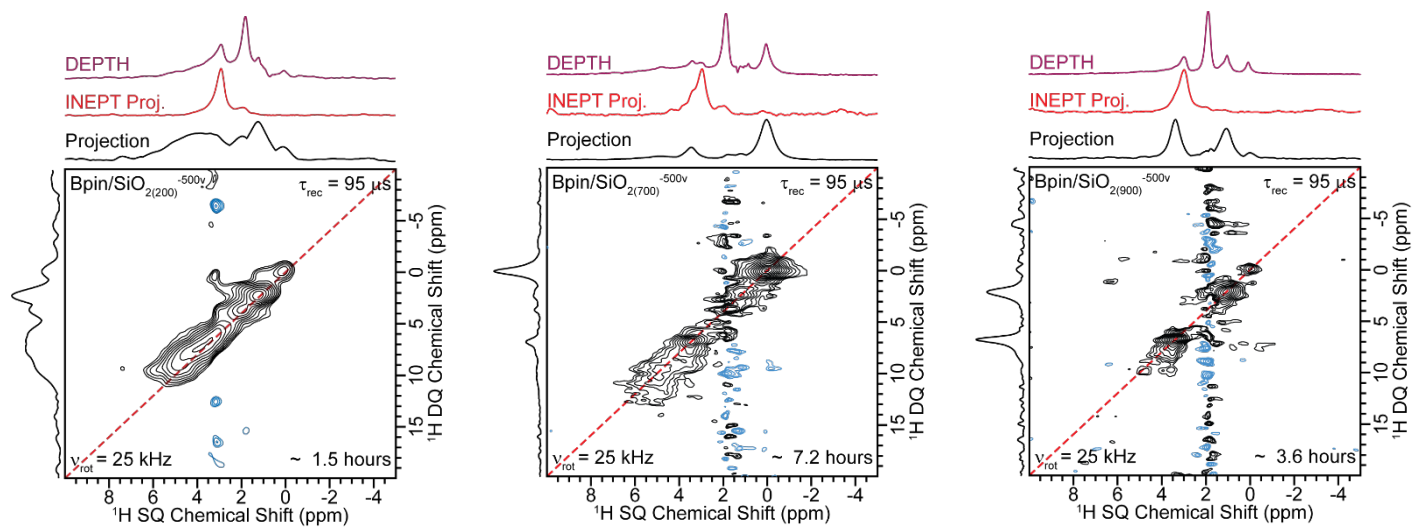 DEPTH
INEPT Proj.
Projection
Bpin/SiO2(200)-500v
τrec = 95 µs
-5
0
5
10
15
¹H DQ Chemical Shift (ppm)
νrot = 25 kHz
~ 1.5 hours
10 8 6 4 2 0 -2 -4
¹H SQ Chemical Shift (ppm)
DEPTH
INEPT Proj.
Projection
Bpin/SiO2(700)-500v
τrec = 95 µs
-5
0
5
10
15
¹H DQ Chemical Shift (ppm)
νrot = 25 kHz
~ 7.2 hours
10 8 6 4 2 0 -2 -4
¹H SQ Chemical Shift (ppm)
DEPTH
INEPT Proj.
Projection
Bpin/SiO2(900)-500v
τrec = 95 µs
-5
0
5
10
15
¹H DQ Chemical Shift (ppm)
νrot = 25 kHz
~ 3.6 hours
10 8 6 4 2 0 -2 -4
¹H SQ Chemical Shift (ppm)